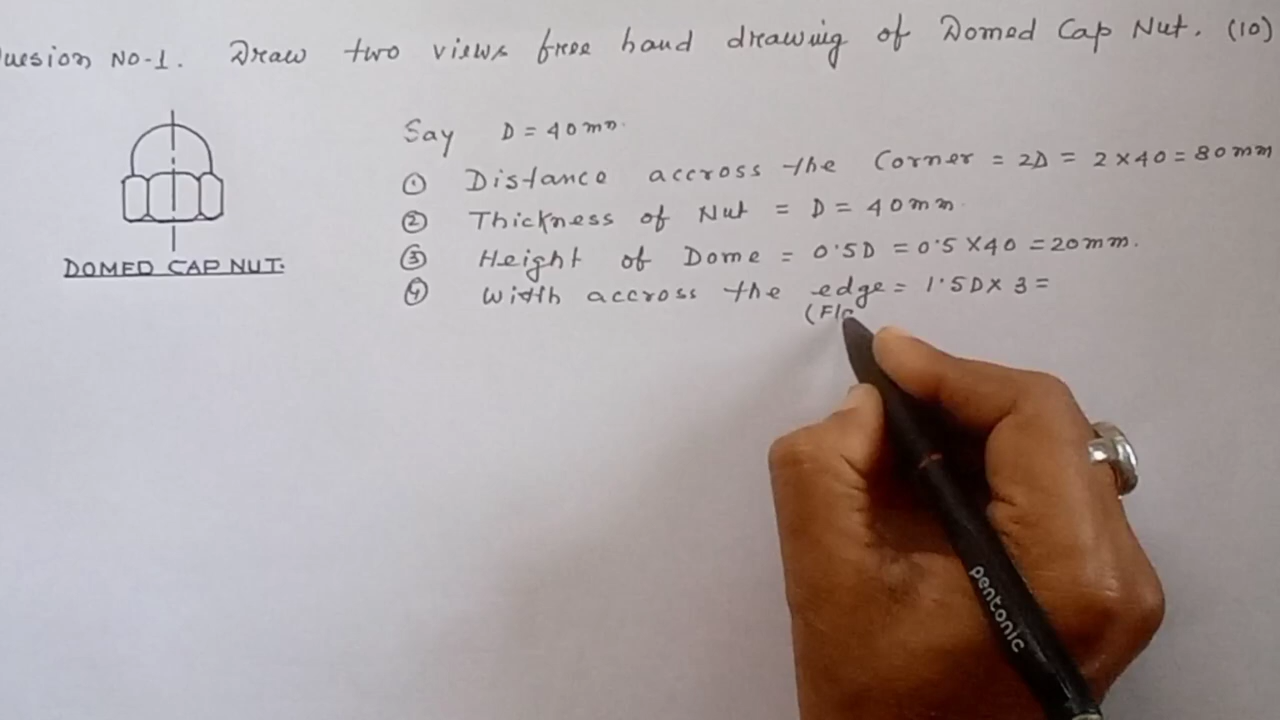 uesion No-1. Draw two views free hand drawing of Domed Cap Nut. (10)
Say D = 40mm.
① Distance accross the Corner = 2D = 2 × 40 = 80mm
② Thickness of Nut = D = 40mm.
③ Height of Dome = 0.5D = 0.5 × 40 = 20mm.
④ Width accross the edge = 1.5D × 3 =
(Fla
DOMED CAP NUT.
pentonic